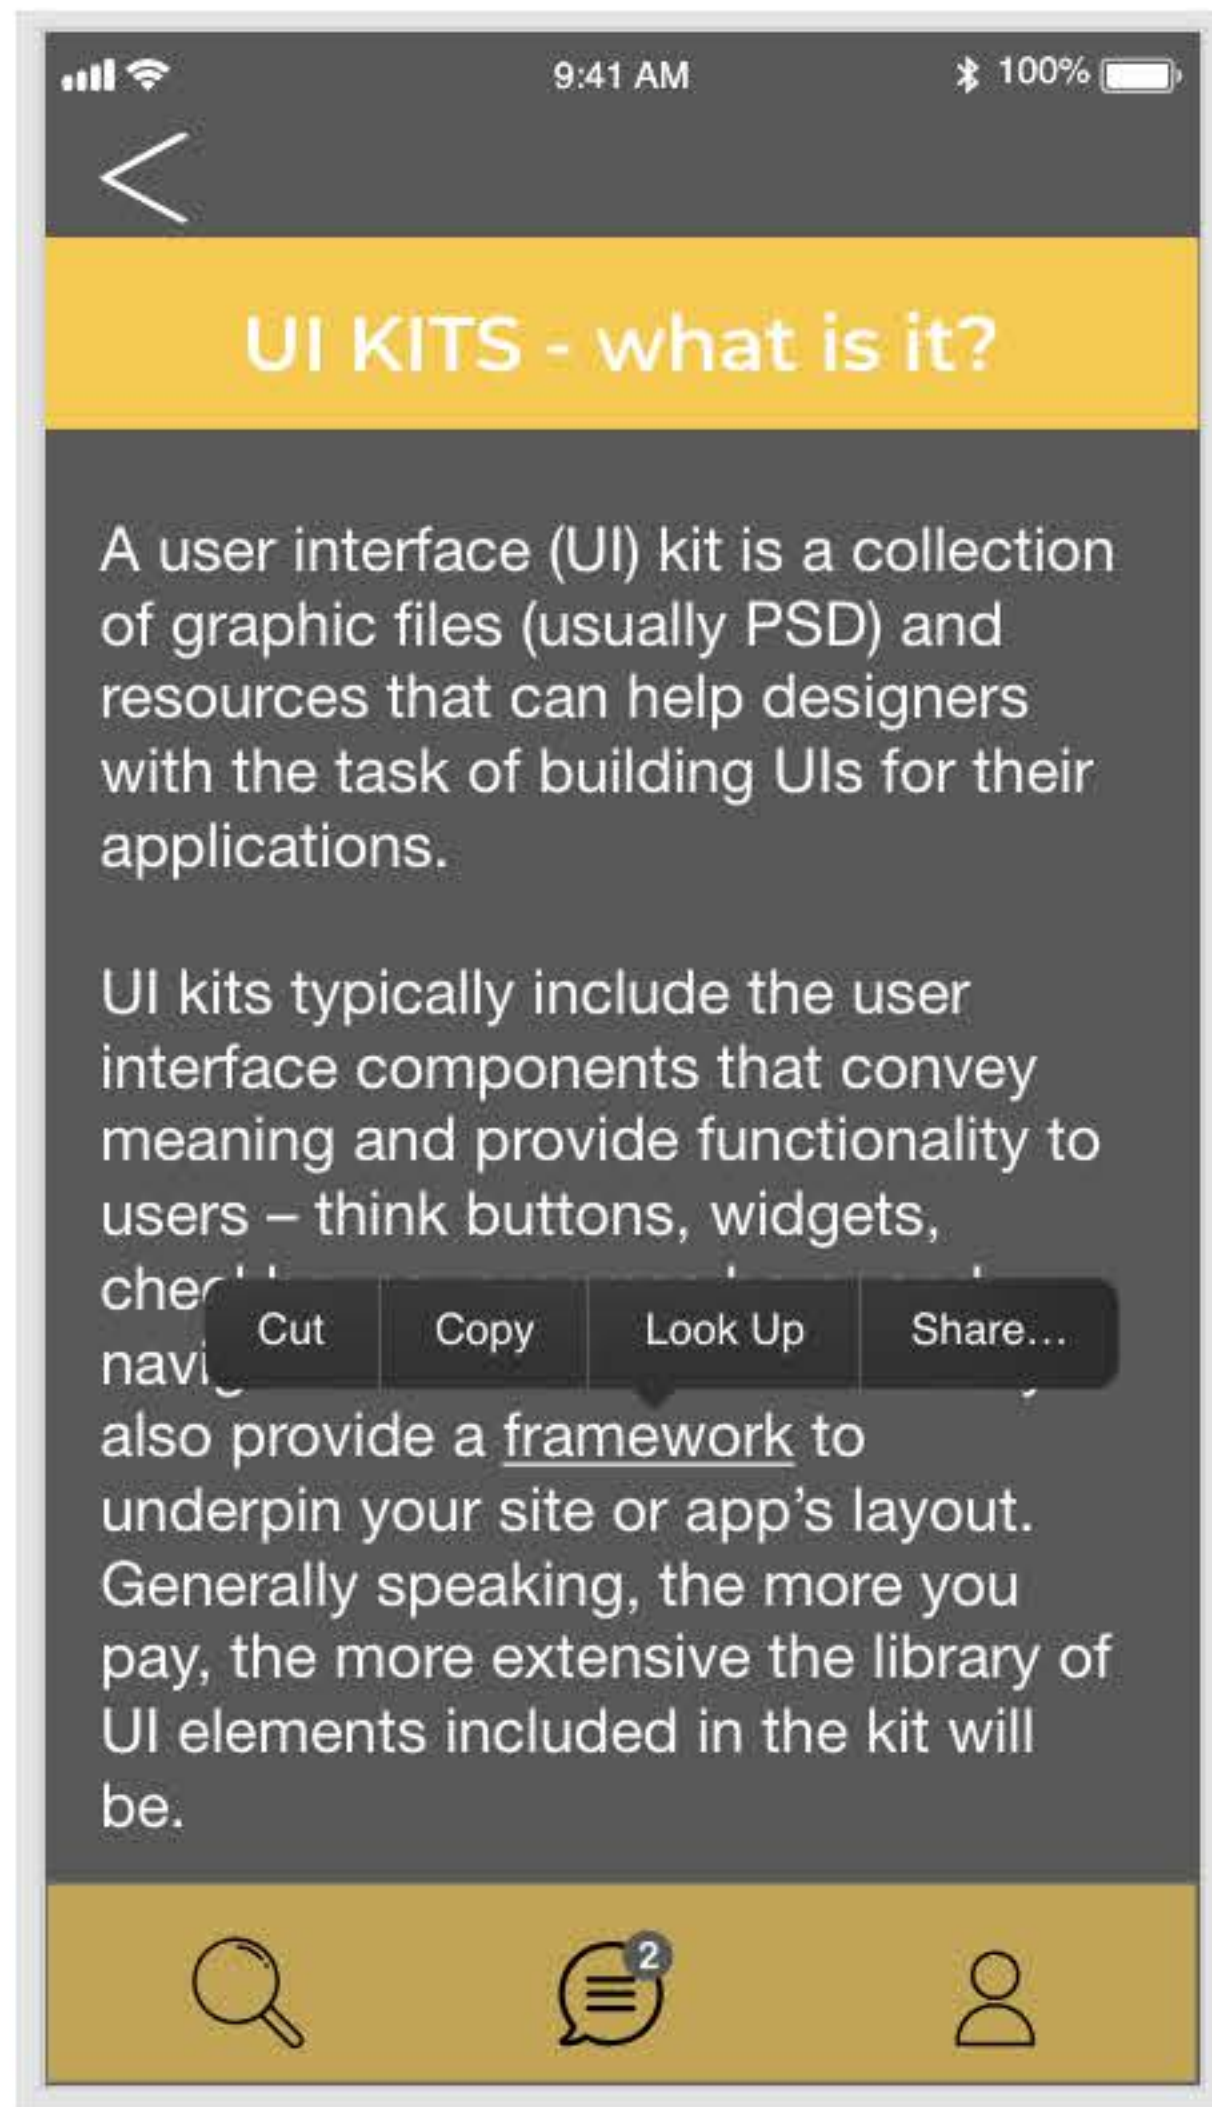 9:41 AM
100%
UI KITS - what is it?
A user interface (UI) kit is a collection
of graphic files (usually PSD) and
resources that can help designers
with the task of building UIs for their
applications.
UI kits typically include the user
interface components that convey
meaning and provide functionality to
users – think buttons, widgets,
Cut Copy Look Up Share...
also provide a framework to
underpin your site or app’s layout.
Generally speaking, the more you
pay, the more extensive the library of
UI elements included in the kit will
be.
2